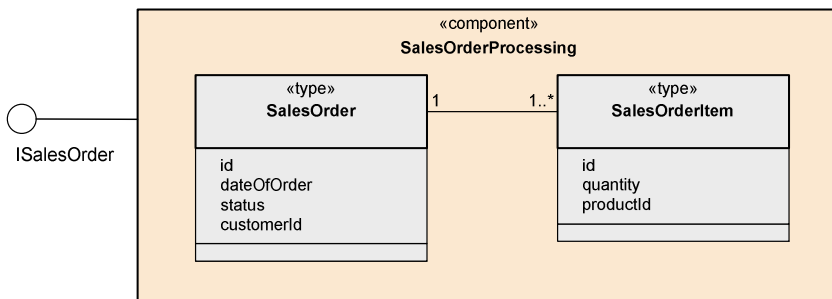 «component»
SalesOrderProcessing
«type»
SalesOrder
1
1..*
«type»
SalesOrderItem
ISalesOrder
id
dateOfOrder
status
customerId
id
quantity
productId